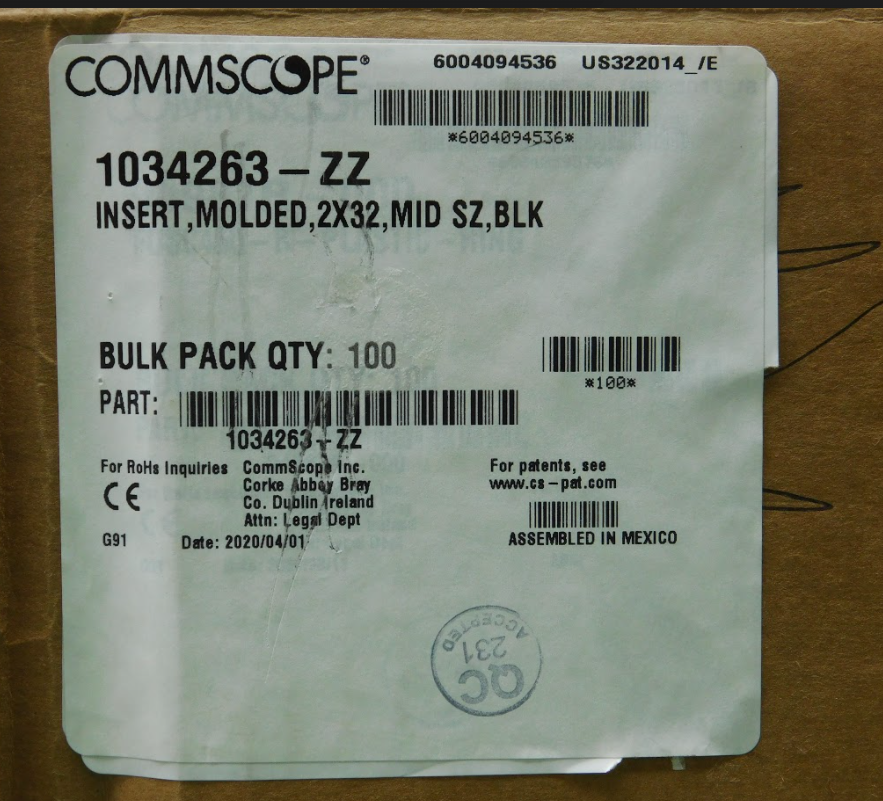 COMMSCOPE®
6004094536 US322014_/E
*6004094536*
1034263-ZZ
INSERT,MOLDED,2X32,MID SZ,BLK
BULK PACK QTY: 100
*100*
PART:
1034263-ZZ
For RoHs Inquiries CommScope Inc.
Corke Abbey Bray
Co. Dublin Ireland
Attn: Legal Dept
CE
For patents, see
www.cs-pat.com
G91 Date: 2020/04/01
ASSEMBLED IN MEXICO
QC
231
ACCEPTED